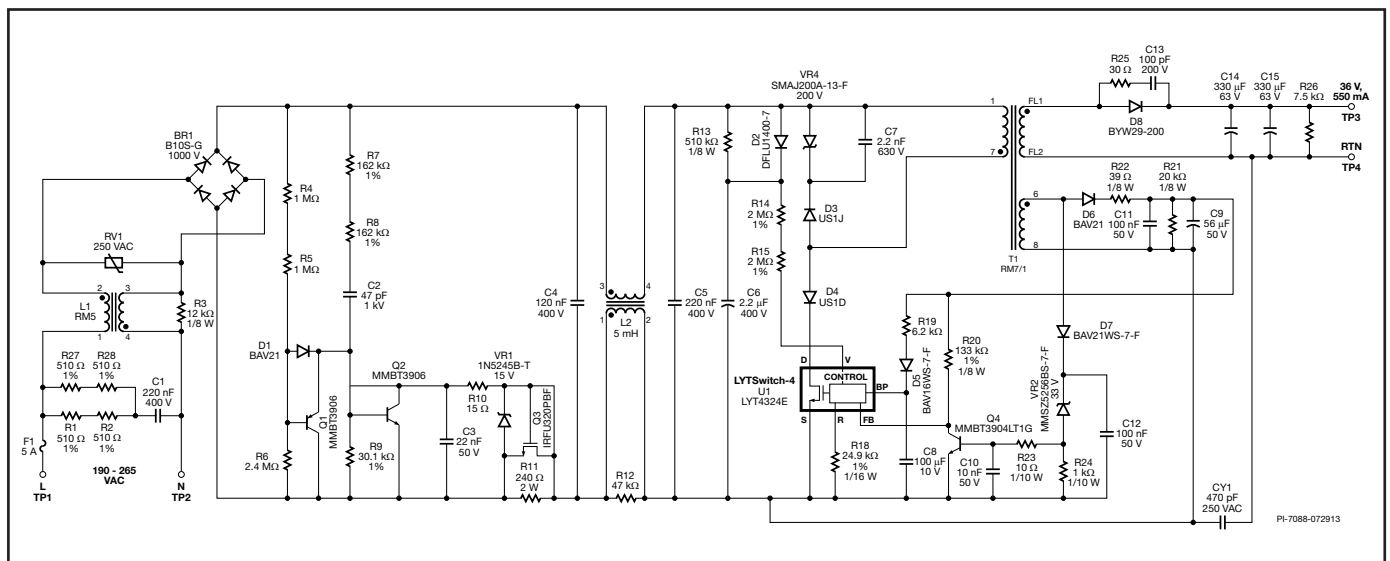 BR1
B10S-G
1000 V
RV1
250 VAC
L1
RM5
2
3
1
4
R3
12 kΩ
1/8 W
R27
510 Ω
1%
R28
510 Ω
1%
C1
220 nF
400 V
R1
510 Ω
1%
R2
510 Ω
1%
F1
5 A
190 - 265
VAC
L
TP1
N
TP2
R4
1 MΩ
R5
1 MΩ
R6
2.4 MΩ
D1
BAV21
Q1
MMBT3906
R7
162 kΩ
1%
R8
162 kΩ
1%
C2
47 pF
1 kV
Q2
MMBT3906
R9
30.1 kΩ
1%
C3
22 nF
50 V
R10
15 Ω
VR1
1N5245B-T
15 V
Q3
IRFU320PBF
R11
240 Ω
2 W
C4
120 nF
400 V
R12
47 kΩ
3
4
1
2
L2
5 mH
C5
220 nF
400 V
C6
2.2 µF
400 V
R13
510 kΩ
1/8 W
D2
DFLU1400-7
VR4
SMAJ200A-13-F
200 V
C7
2.2 nF
630 V
R14
2 MΩ
1%
R15
2 MΩ
1%
D3
US1J
D4
US1D
LYTSwitch-4
U1
LYT4324E
D
V
CONTROL
BP
S
R
FB
R18
24.9 kΩ
1%
1/16 W
R19
6.2 kΩ
D5
BAV16WS-7-F
C8
100 µF
10 V
R20
133 kΩ
1%
1/8 W
Q4
MMBT3904LT1G
C10
10 nF
50 V
R23
10 Ω
1/10 W
R24
1 kΩ
1/10 W
VR2
MMSZ5256BS-7-F
33 V
D7
BAV21WS-7-F
C12
100 nF
50 V
1
7
FL1
FL2
6
8
T1
RM7/1
D6
BAV21
R22
39 Ω
1/8 W
C11
100 nF
50 V
R21
20 kΩ
1/8 W
C9
56 µF
50 V
R25
30 Ω
C13
100 pF
200 V
D8
BYW29-200
C14
330 µF
63 V
C15
330 µF
63 V
R26
7.5 kΩ
36 V,
550 mA
TP3
RTN
TP4
CY1
470 pF
250 VAC
PI-7088-072913